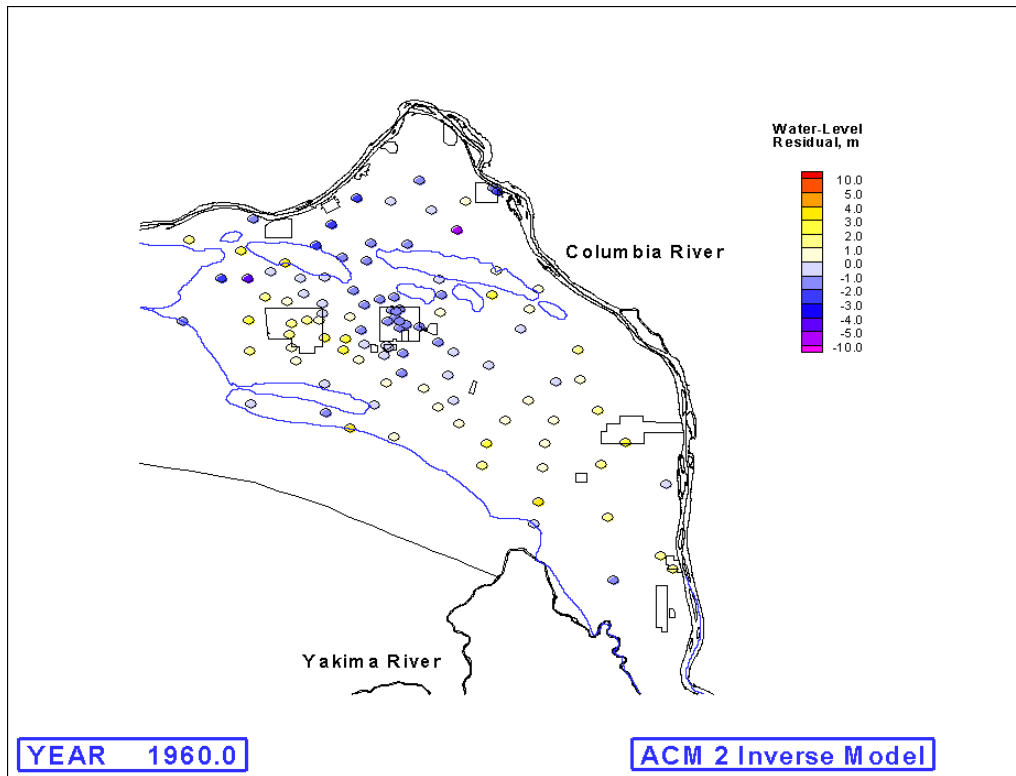 Water-Level
Residual, m
10.0
5.0
4.0
3.0
2.0
1.0
0.0
-1.0
-2.0
-3.0
-4.0
-5.0
-10.0
Columbia River
Yakima River
YEAR 1960.0
ACM 2 Inverse Model